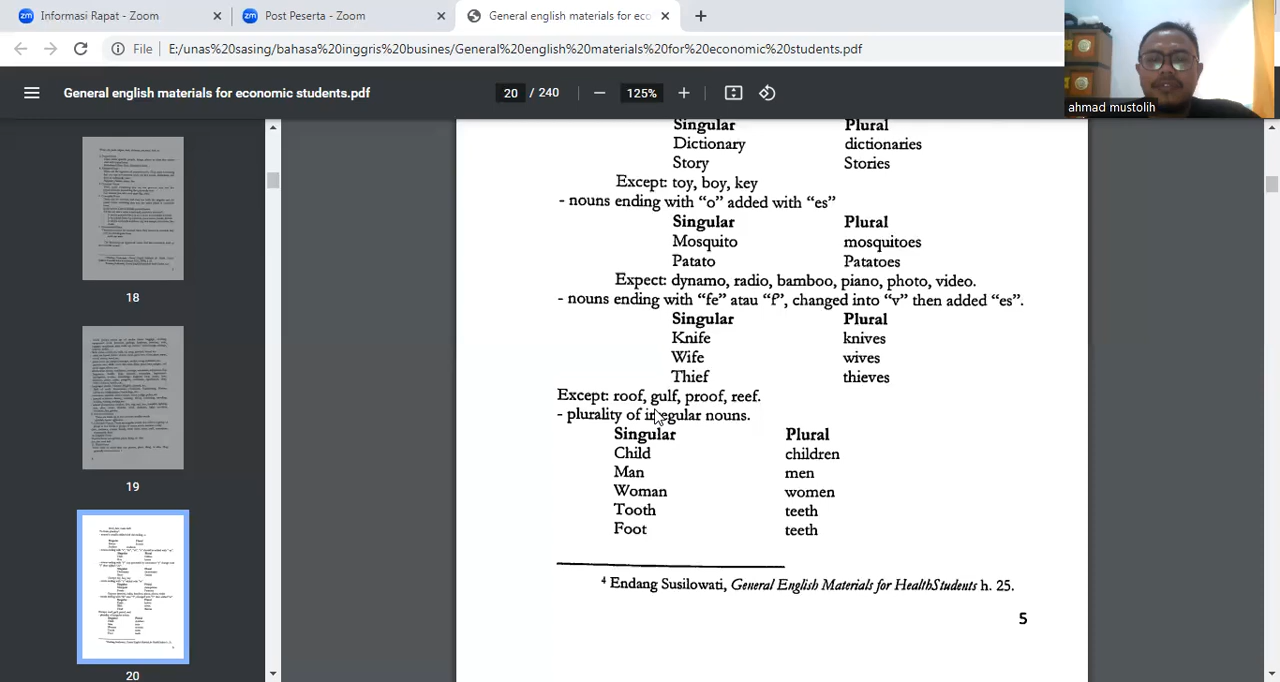 Informasi Rapat - Zoom
Post Peserta - Zoom
General english materials for eco
File E:/unas%20sasing/bahasa%20inggris%20busines/General%20english%20materials%20for%20economic%20students.pdf
ahmad mustolih
General english materials for economic students.pdf
20 / 240
125%
18
19
20
Singular Plural
Dictionary dictionaries
Story Stories
Except: toy, boy, key
- nouns ending with “o” added with “es”
Singular Plural
Mosquito mosquitoes
Patato Patatoes
Expect: dynamo, radio, bamboo, piano, photo, video.
- nouns ending with “fe” atau “f”, changed into “v” then added “es”.
Singular Plural
Knife knives
Wife wives
Thief thieves
Except: roof, gulf, proof, reef.
- plurality of irregular nouns.
Singular Plural
Child children
Man men
Woman women
Tooth teeth
Foot teeth
4 Endang Susilowati, General English Materials for HealthStudents h. 25.
5